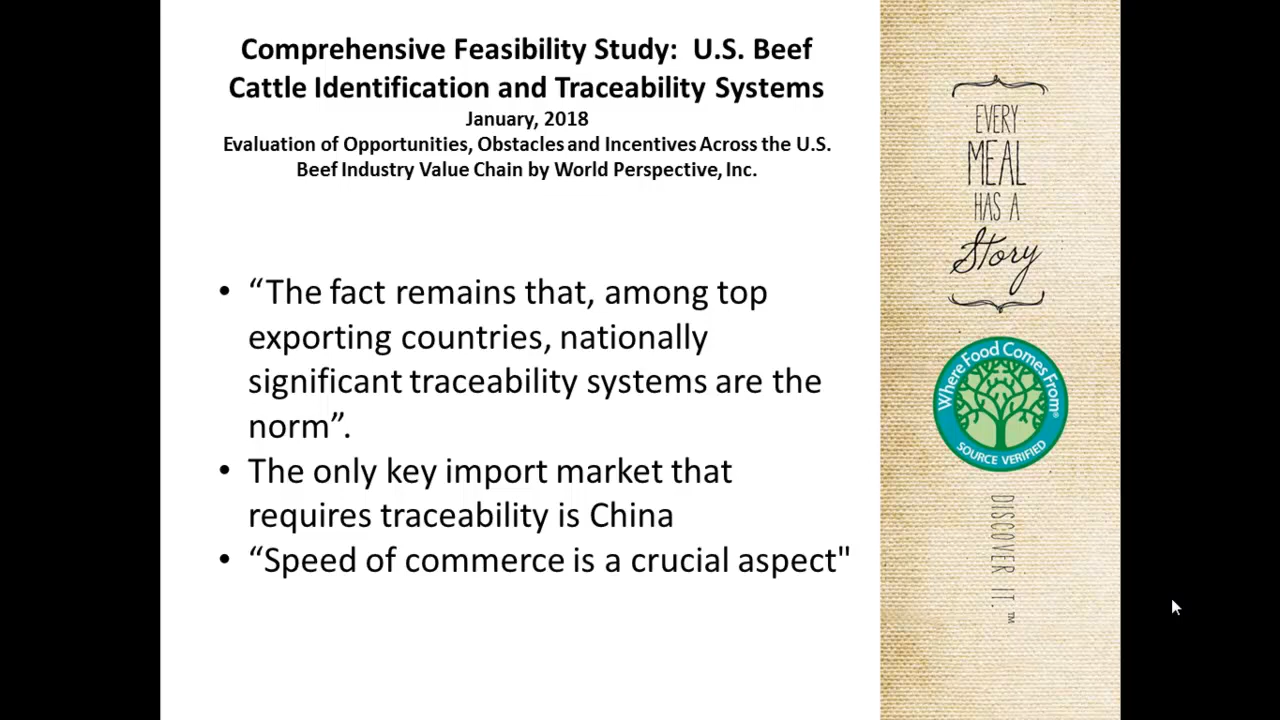 Comprehensive Feasibility Study: U.S. Beef
Cattle Identification and Traceability Systems
January, 2018
Evaluation of Opportunities, Obstacles and Incentives Across the U.S.
Beef Industry Value Chain by World Perspective, Inc.
• “The fact remains that, among top
exporting countries, nationally
significant traceability systems are the
norm”.
• The only key import market that
requires traceability is China
• “Speed of commerce is a crucial aspect"
EVERY
MEAL
HAS A
Story
Where Food Comes From®
SOURCE VERIFIED
DISCOVER IT.™